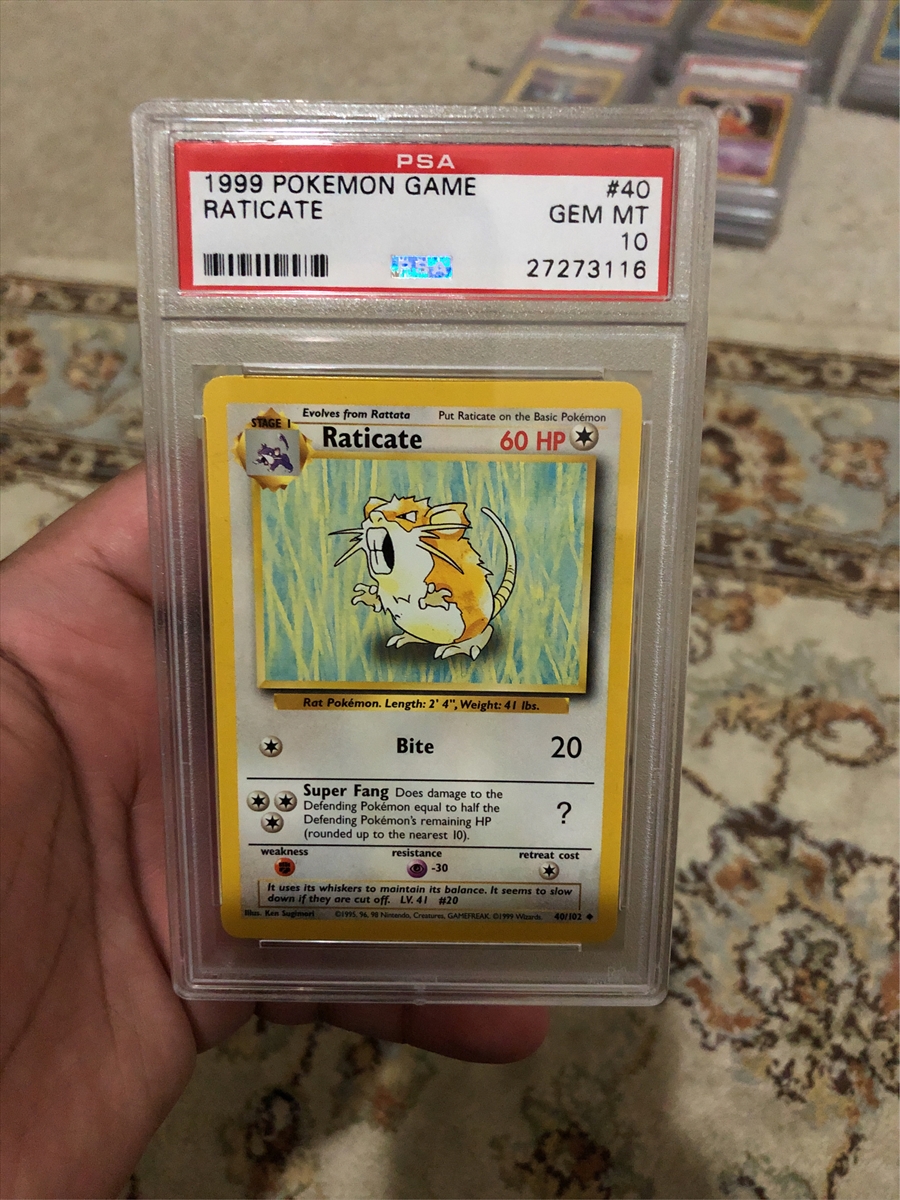 PSA
1999 POKEMON GAME #40
RATICATE GEM MT
10
PSA 27273116
STAGE 1
Evolves from Rattata Put Raticate on the Basic Pokémon
Raticate 60 HP
Rat Pokémon. Length: 2' 4", Weight: 41 lbs.
Bite 20
Super Fang Does damage to the
Defending Pokémon equal to half the
Defending Pokémon's remaining HP
(rounded up to the nearest 10).
?
weakness resistance retreat cost
-30
It uses its whiskers to maintain its balance. It seems to slow
down if they are cut off. LV. 41 #20
Illus. Ken Sugimori ©1995, 96, 98 Nintendo, Creatures, GAMEFREAK. ©1999 Wizards. 40/102